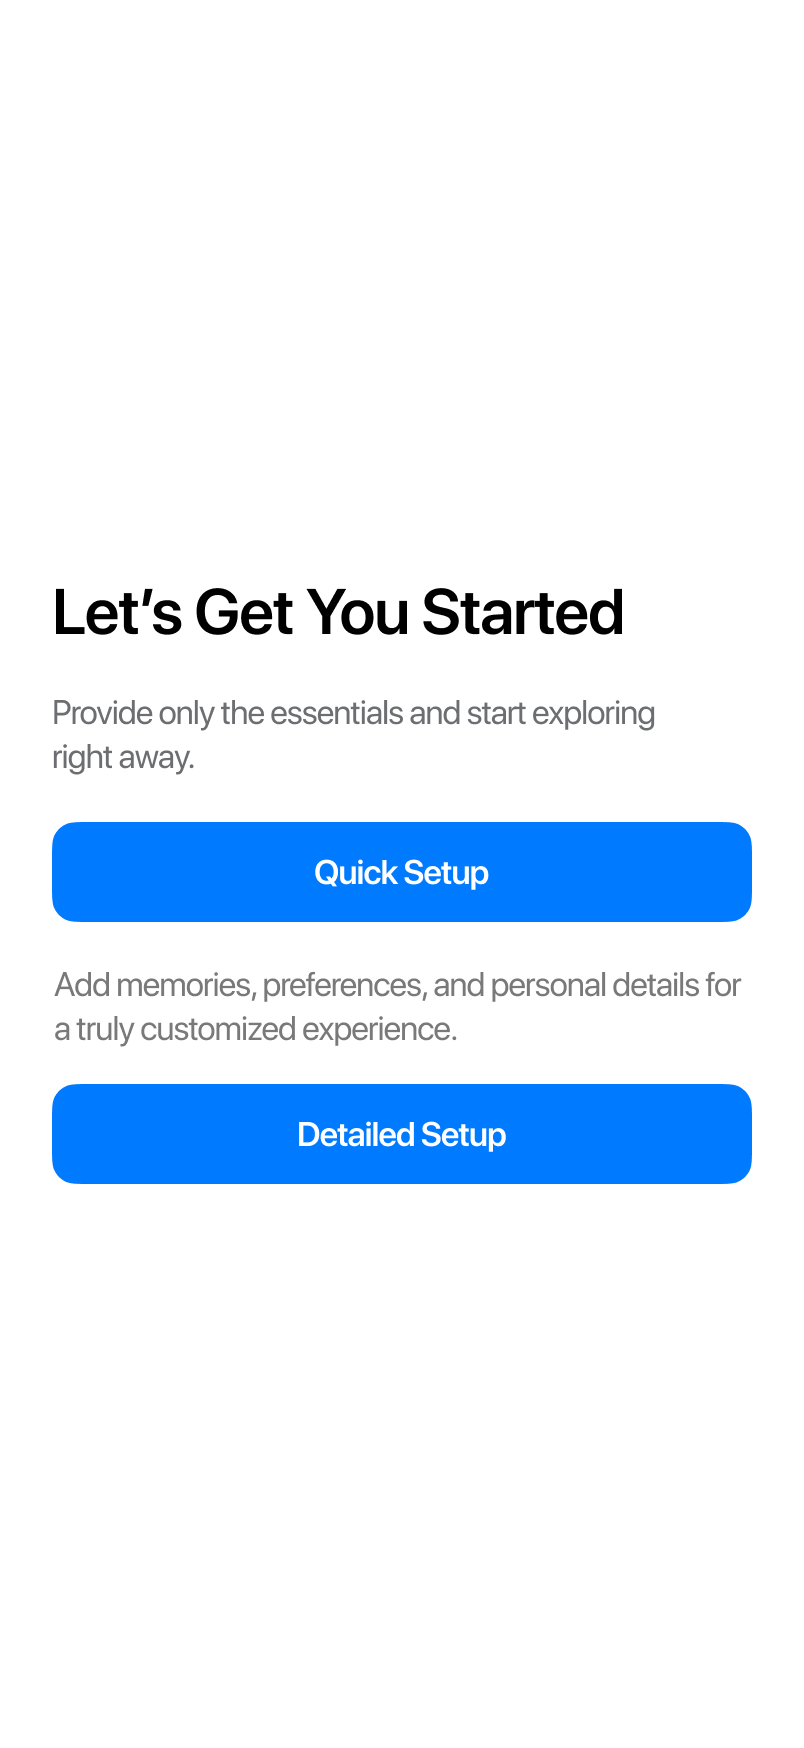 Let’s Get You Started
Provide only the essentials and start exploring
right away.
Quick Setup
Add memories, preferences, and personal details for
a truly customized experience.
Detailed Setup